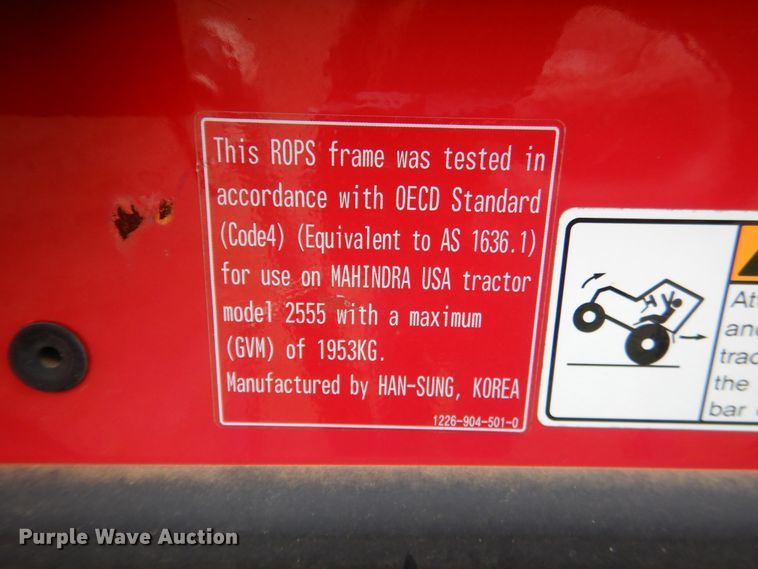 This ROPS frame was tested in
accordance with OECD Standard
(Code4) (Equivalent to AS 1636.1)
for use on MAHINDRA USA tractor
model 2555 with a maximum
(GVM) of 1953KG.
Manufactured by HAN-SUNG, KOREA
1226-904-501-0
the
bar
Purple Wave Auction